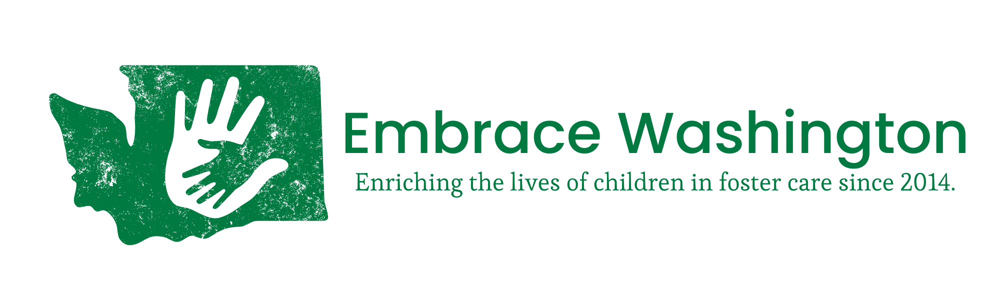 Embrace Washington
Enriching the lives of children in foster care since 2014.